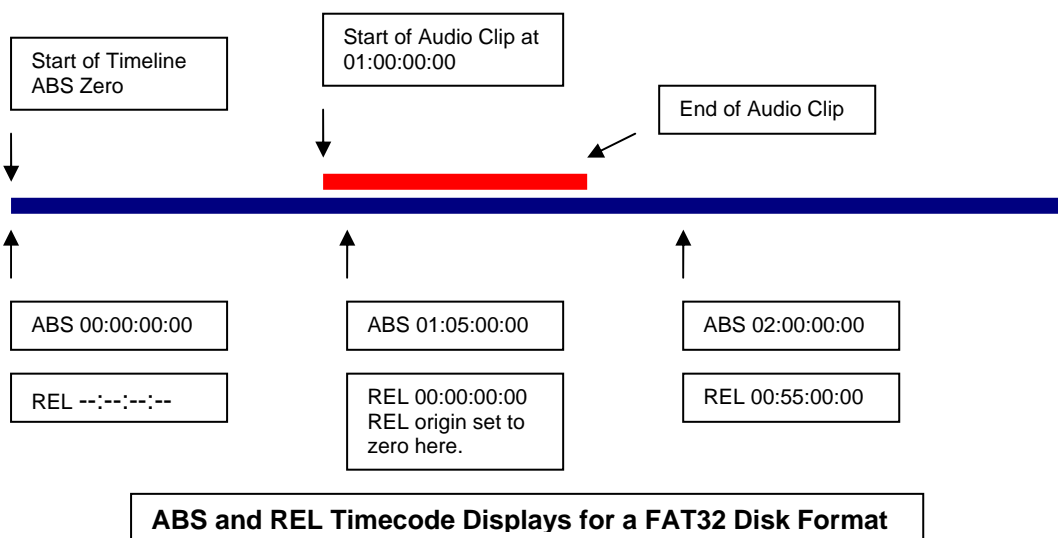 Start of Timeline
ABS Zero
Start of Audio Clip at
01:00:00:00
End of Audio Clip
ABS 00:00:00:00
ABS 01:05:00:00
ABS 02:00:00:00
REL --:--:--:--
REL 00:00:00:00
REL origin set to
zero here.
REL 00:55:00:00
ABS and REL Timecode Displays for a FAT32 Disk Format